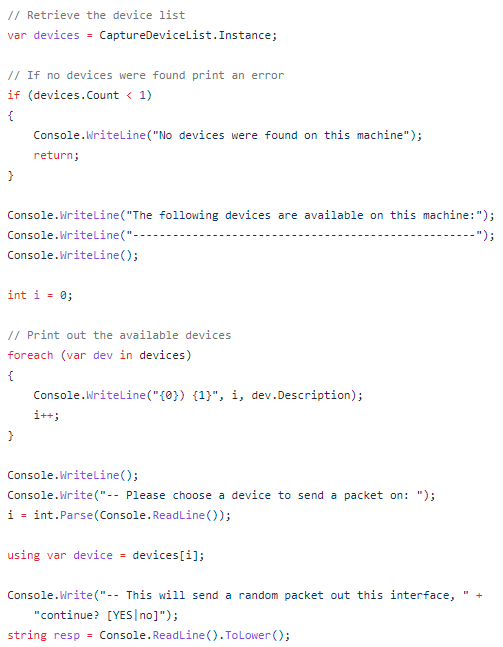 // Retrieve the device list
var devices = CaptureDeviceList.Instance;
// If no devices were found print an error
if (devices.Count < 1)
{
    Console.WriteLine("No devices were found on this machine");
    return;
}
Console.WriteLine("The following devices are available on this machine:");
Console.WriteLine("----------------------------------------------------");
Console.WriteLine();
int i = 0;
// Print out the available devices
foreach (var dev in devices)
{
    Console.WriteLine("{0}) {1}", i, dev.Description);
    i++;
}
Console.WriteLine();
Console.Write("-- Please choose a device to send a packet on: ");
i = int.Parse(Console.ReadLine());
using var device = devices[i];
Console.Write("-- This will send a random packet out this interface, " +
    "continue? [YES|no]");
string resp = Console.ReadLine().ToLower();